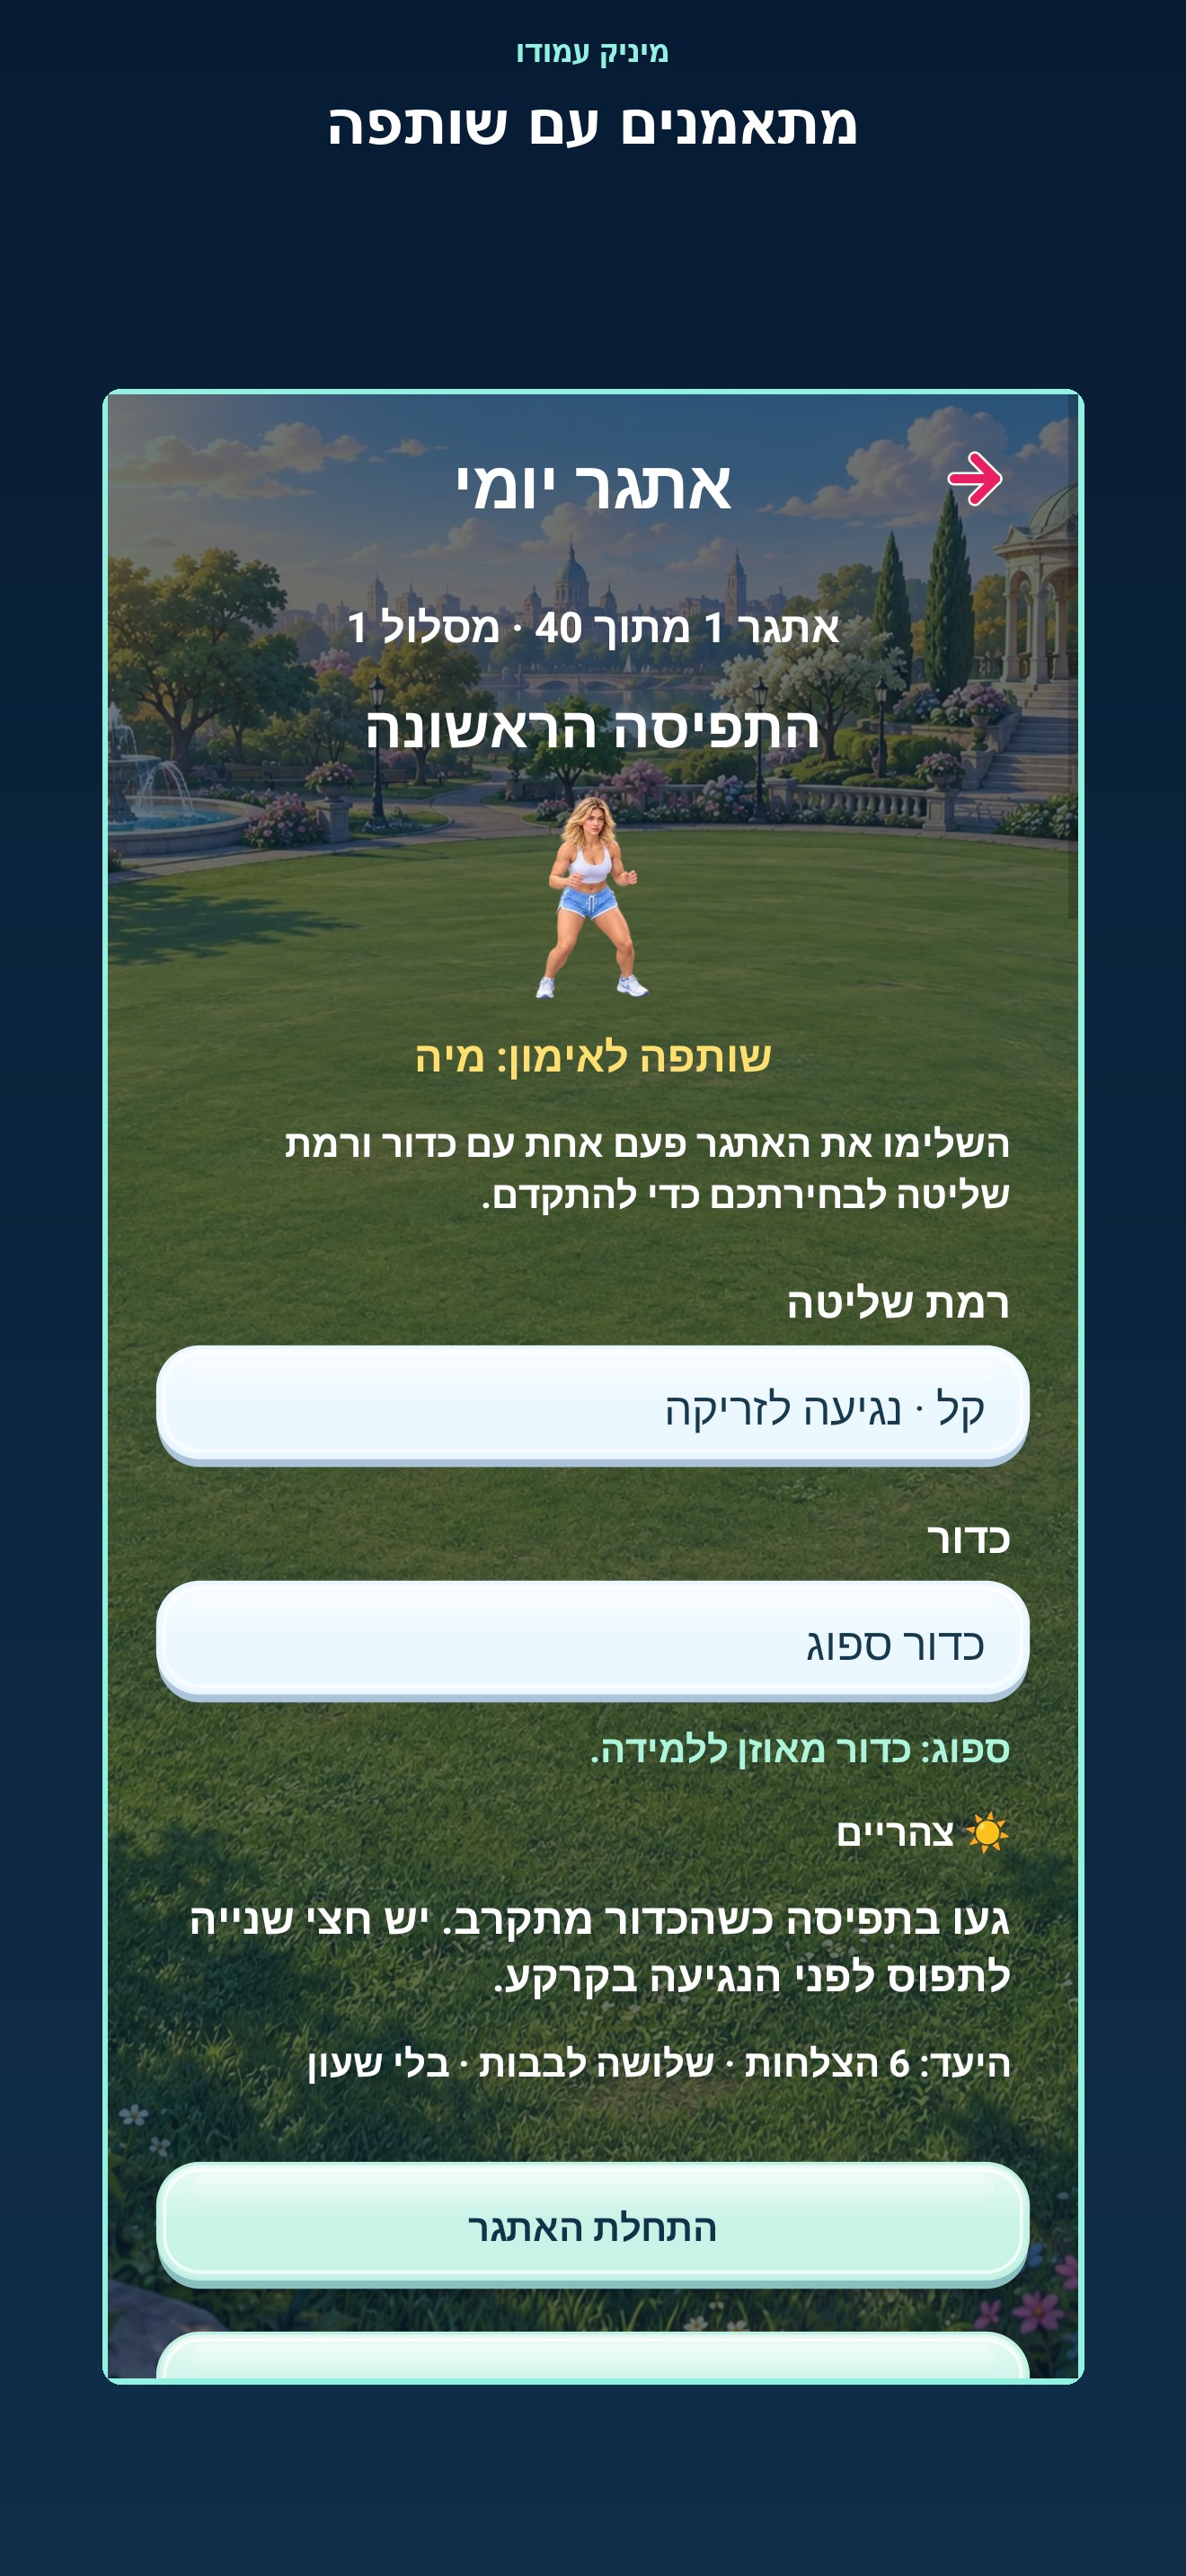 מיניק עמודו
מתאמנים עם שותפה
אתגר יומי
אתגר 1 מתוך 40 · מסלול 1
התפיסה הראשונה
שותפה לאימון: מיה
השלימו את האתגר פעם אחת עם כדור ורמת
שליטה לבחירתכם כדי להתקדם.
רמת שליטה
קל · נגיעה לזריקה
כדור
כדור ספוג
ספוג: כדור מאוזן ללמידה.
☀️ צהריים
געו בתפיסה כשהכדור מתקרב. יש חצי שנייה
לתפוס לפני הנגיעה בקרקע.
היעד: 6 הצלחות · שלושה לבבות · בלי שעון
התחלת האתגר